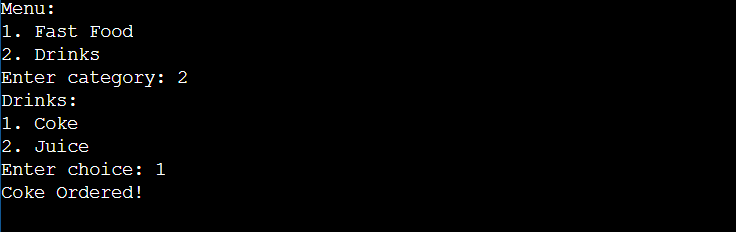 Menu:
1. Fast Food
2. Drinks
Enter category: 2
Drinks:
1. Coke
2. Juice
Enter choice: 1
Coke Ordered!